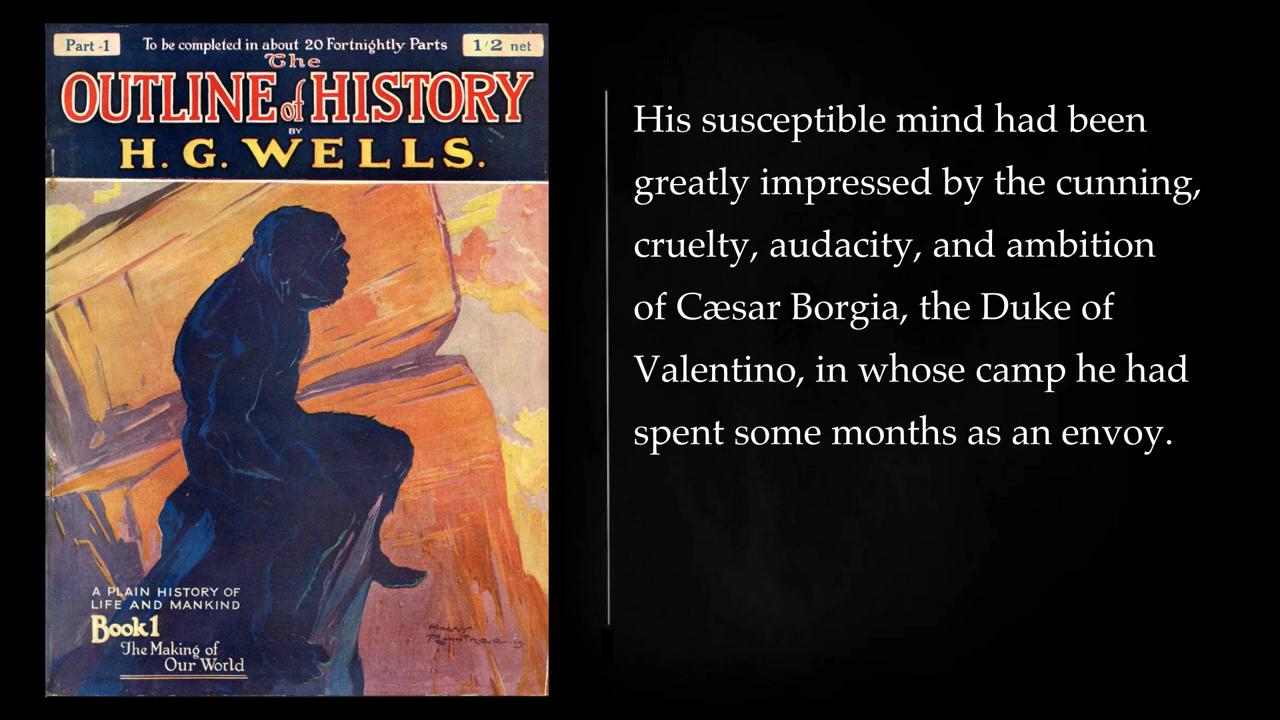 Part -1
To be completed in about 20 Fortnightly Parts
1/2 net
The
OUTLINE of HISTORY
BY
H. G. WELLS.
A PLAIN HISTORY OF
LIFE AND MANKIND
Book 1
The Making of
Our World
His susceptible mind had been
greatly impressed by the cunning,
cruelty, audacity, and ambition
of Cæsar Borgia, the Duke of
Valentino, in whose camp he had
spent some months as an envoy.